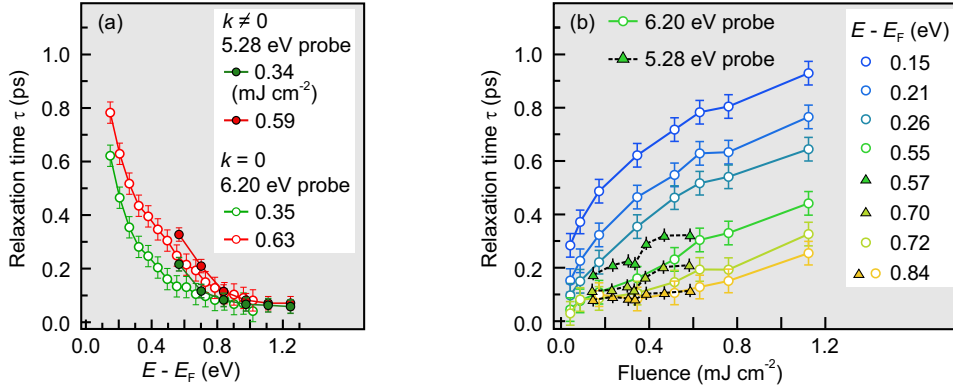 (a)
k ≠ 0
5.28 eV probe
0.34
(mJ cm⁻²)
0.59
k = 0
6.20 eV probe
0.35
0.63
Relaxation time τ (ps)
1.0
0.8
0.6
0.4
0.2
0.0
0.0 0.4 0.8 1.2
E - E_F (eV)
(b)
6.20 eV probe
5.28 eV probe
Relaxation time τ (ps)
1.0
0.8
0.6
0.4
0.2
0.0
0.0 0.4 0.8 1.2
Fluence (mJ cm⁻²)
E - E_F (eV)
0.15
0.21
0.26
0.55
0.57
0.70
0.72
0.84